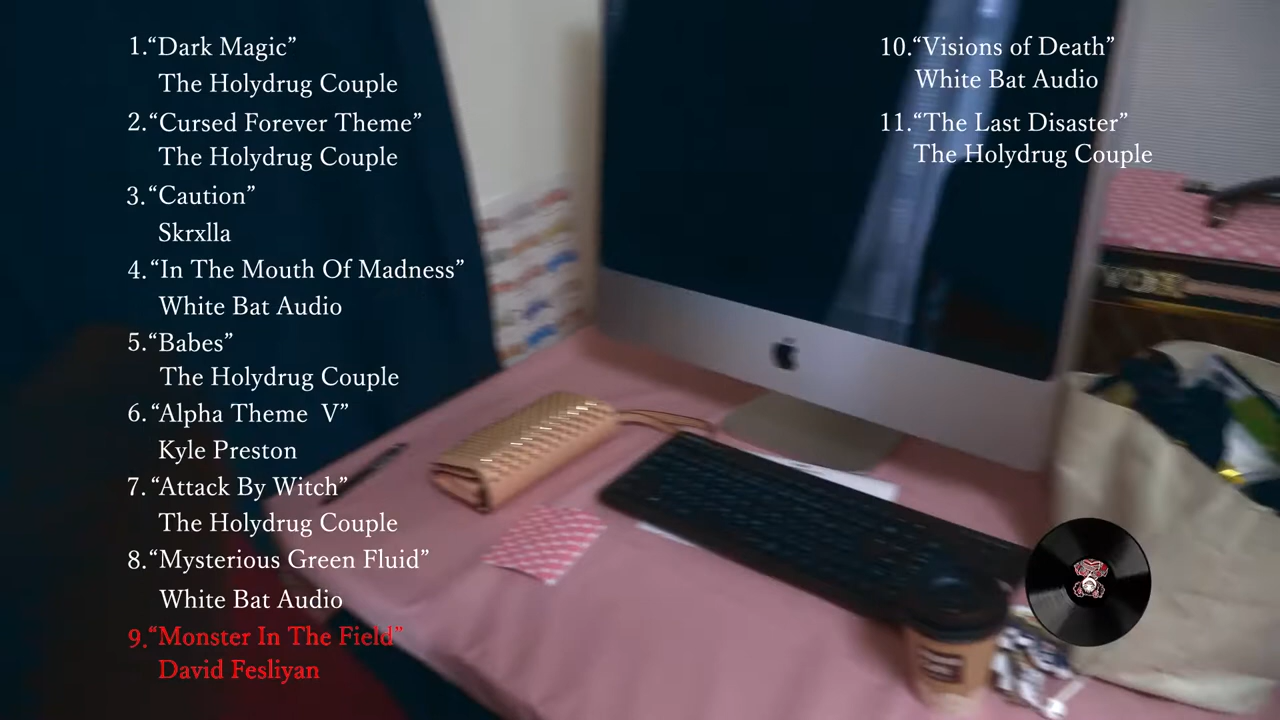 1.“Dark Magic”
The Holydrug Couple
2.“Cursed Forever Theme”
The Holydrug Couple
3.“Caution”
Skrxlla
4.“In The Mouth Of Madness”
White Bat Audio
5.“Babes”
The Holydrug Couple
6.“Alpha Theme V”
Kyle Preston
7.“Attack By Witch”
The Holydrug Couple
8.“Mysterious Green Fluid”
White Bat Audio
9.“Monster In The Field”
David Fesliyan
10.“Visions of Death”
White Bat Audio
11.“The Last Disaster”
The Holydrug Couple